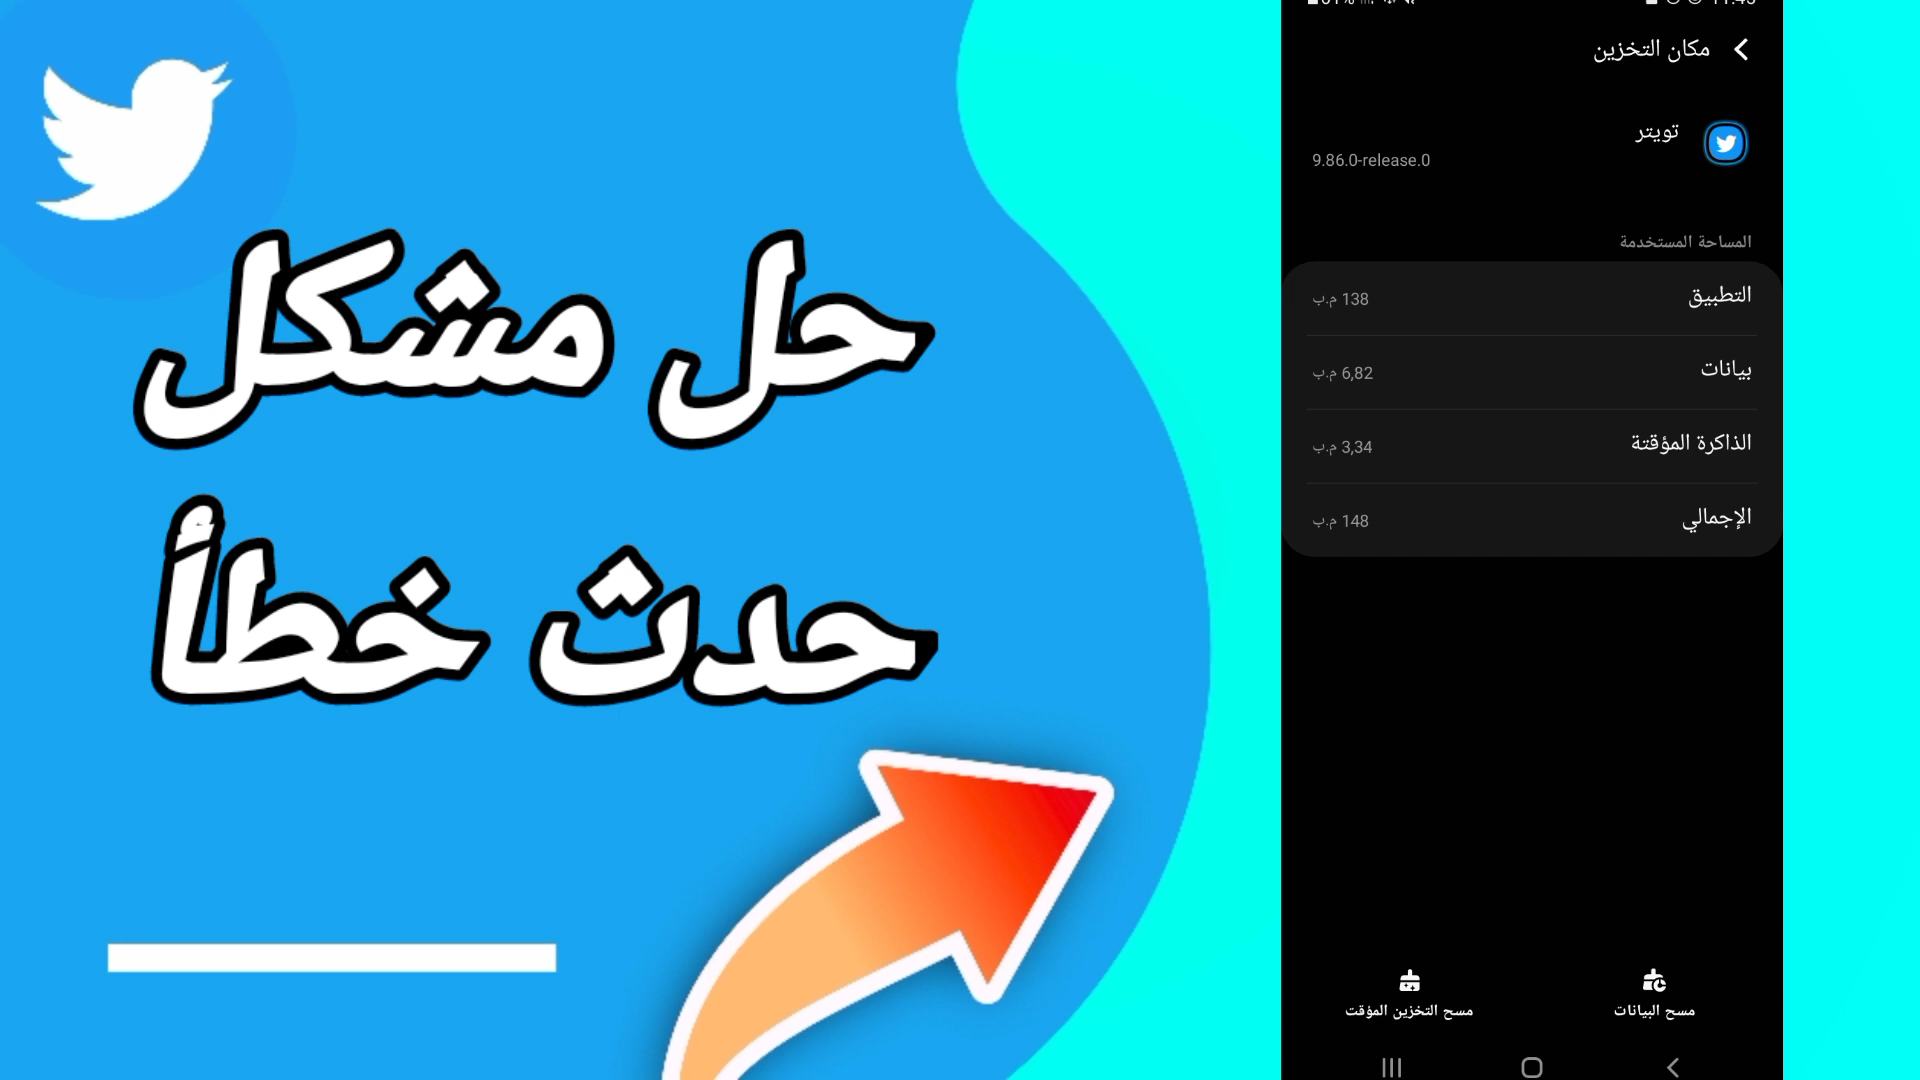 حل مشكل
حدث خطأ
مكان التخزين
تويتر
9.86.0-release.0
المساحة المستخدمة
التطبيق 138 م.ب
بيانات 6,82 م.ب
الذاكرة المؤقتة 3,34 م.ب
الإجمالي 148 م.ب
مسح البيانات
مسح التخزين المؤقت